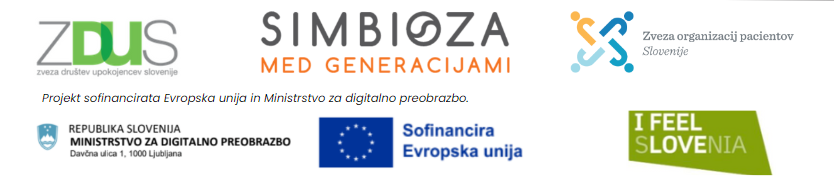 ZDUS
zveza društev upokojencev slovenije
SIMBIOZA
MED GENERACIJAMI
Zveza organizacij pacientov
Slovenije
Projekt sofinancirata Evropska unija in Ministrstvo za digitalno preobrazbo.
REPUBLIKA SLOVENIJA
MINISTRSTVO ZA DIGITALNO PREOBRAZBO
Davčna ulica 1, 1000 Ljubljana
Sofinancira
Evropska unija
I FEEL
SLOVENIA